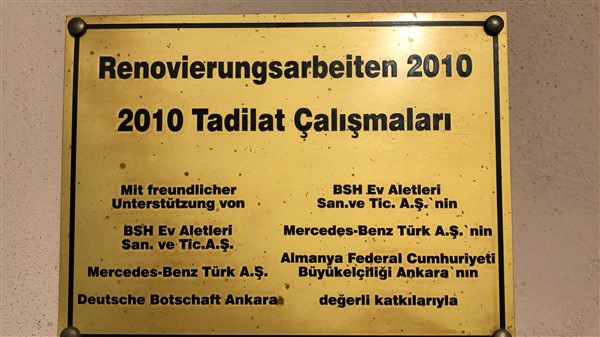 Renovierungsarbeiten 2010
2010 Tadilat Çalışmaları
Mit freundlicher
Unterstützung von
BSH Ev Aletleri
San. ve Tic.A.Ş.
Mercedes-Benz Türk A.Ş.
Deutsche Botschaft Ankara
BSH Ev Aletleri
San.ve Tic. A.Ş.`nin
Mercedes-Benz Türk A.Ş.`nin
Almanya Federal Cumhuriyeti
Büyükelçiliği Ankara`nın
değerli katkılarıyla